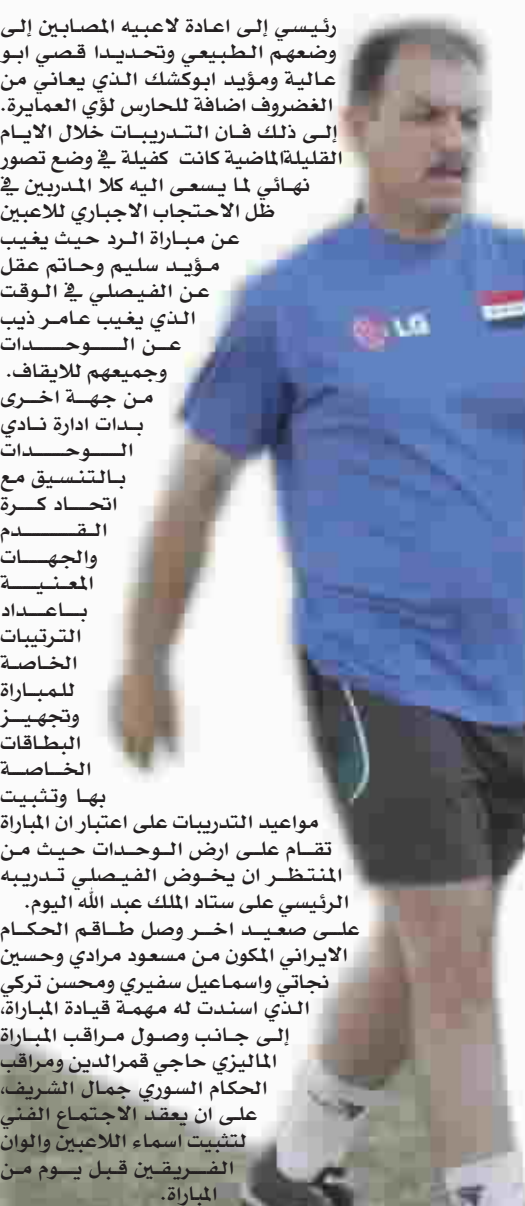 رئيسي إلى اعادة لاعبيه المصابين إلى
وضعهم الطبيعي وتحديدا قصي ابو
عالية ومؤيد ابوكشك الذي يعاني من
الغضروف اضافة للحارس لؤي العمايرة.
إلى ذلك فان التدريبات خلال الايام
القليلةالماضية كانت كفيلة في وضع تصور
نهائي لما يسعى اليه كلا المدربين في
ظل الاحتجاب الاجباري للاعبين
عن مباراة الرد حيث يغيب
مؤيد سليم وحاتم عقل
عن الفيصلي في الوقت
الذي يغيب عامر ذيب
عن الوحدات
وجميعهم للايقاف.
من جهة اخرى
بدات ادارة نادي
الوحدات
بالتنسيق مع
اتحاد كرة
القدم
والجهات
المعنية
باعداد
الترتيبات
الخاصة
للمباراة
وتجهيز
البطاقات
الخاصة
بها وتثبيت
مواعيد التدريبات على اعتبار ان المباراة
تقام على ارض الوحدات حيث من
المنتظر ان يخوض الفيصلي تدريبه
الرئيسي على ستاد الملك عبد الله اليوم.
على صعيد اخر وصل طاقم الحكام
الايراني المكون من مسعود مرادي وحسين
نجاتي واسماعيل سفيري ومحسن تركي
الذي اسندت له مهمة قيادة المباراة،
إلى جانب وصول مراقب المباراة
الماليزي حاجي قمرالدين ومراقب
الحكام السوري جمال الشريف،
على ان يعقد الاجتماع الفني
لتثبيت اسماء اللاعبين والوان
الفريقين قبل يوم من
المباراة.
LG